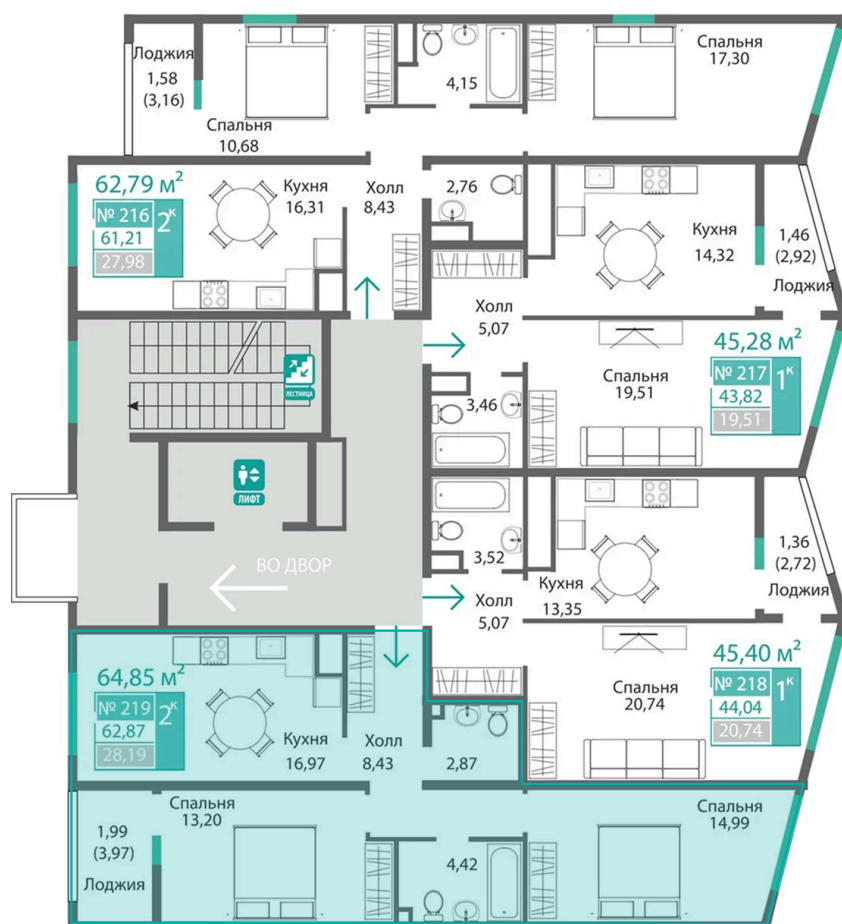 Лоджия
1,58
(3,16)
Спальня
10,68
4,15
Спальня
17,30
62,79 м²
№ 216
61,21
27,98
2ᴷ
Кухня
16,31
Холл
8,43
2,76
Кухня
14,32
1,46
(2,92)
Лоджия
Холл
5,07
45,28 м²
№ 217
43,82
19,51
1ᴷ
Спальня
19,51
3,46
ЛЕСТНИЦА
ЛИФТ
ВО ДВОР
3,52
Кухня
13,35
1,36
(2,72)
Лоджия
Холл
5,07
45,40 м²
№ 218
44,04
20,74
1ᴷ
Спальня
20,74
64,85 м²
№ 219
62,87
28,19
2ᴷ
Кухня
16,97
Холл
8,43
2,87
Спальня
13,20
1,99
(3,97)
Лоджия
4,42
Спальня
14,99